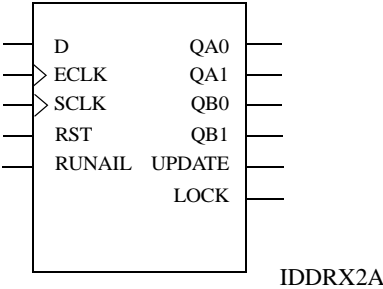 D QA0
ECLK QA1
SCLK QB0
RST QB1
RUNAIL UPDATE
LOCK
IDDRX2A